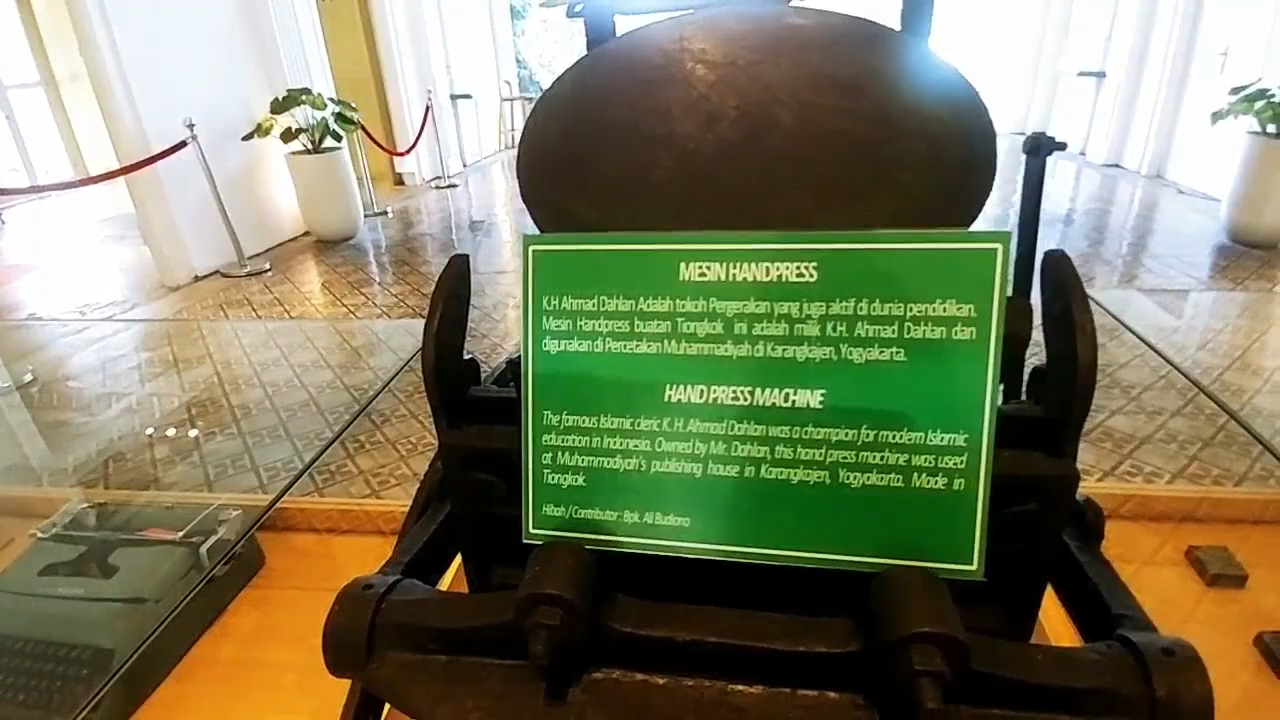 MESIN HANDPRESS
K.H Ahmad Dahlan Adalah tokoh Pergerakan yang juga aktif di dunia pendidikan.
Mesin Handpress buatan Tiongkok ini adalah milik K.H. Ahmad Dahlan dan
digunakan di Percetakan Muhammadiyah di Karangkajen, Yogyakarta.
HAND PRESS MACHINE
The famous Islamic cleric K. H. Ahmad Dahlan was a champion for modern Islamic
education in Indonesia. Owned by Mr. Dahlan, this hand press machine was used
at Muhammadiyah's publishing house in Karangkajen, Yogyakarta. Made in
Tiongkok.
Hibah / Contributor : Bpk. Ali Budiono